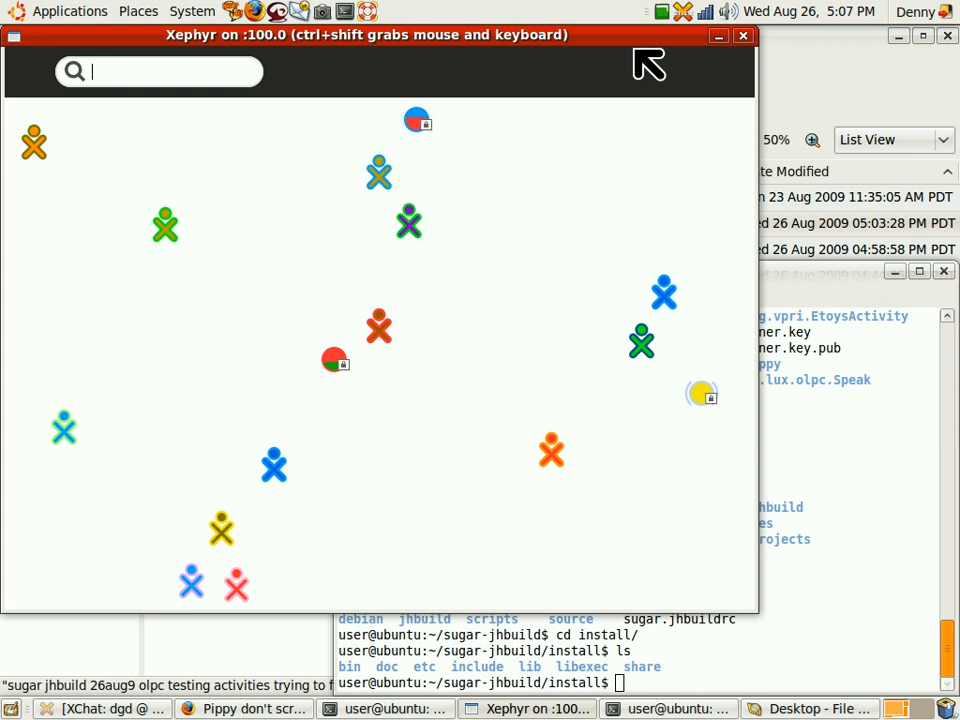 Applications Places System
Wed Aug 26, 5:07 PM Denny
Xephyr on :100.0 (ctrl+shift grabs mouse and keyboard)
50% List View
te Modified
n 23 Aug 2009 11:35:05 AM PDT
ed 26 Aug 2009 05:03:28 PM PDT
ed 26 Aug 2009 04:58:58 PM PDT
g.vpri.EtoysActivity
ner.key
ner.key.pub
ppy
.lux.olpc.Speak
hbuild
es
rojects
debian jhbuild scripts source sugar.jhbuildrc
user@ubuntu:~/sugar-jhbuild$ cd install/
user@ubuntu:~/sugar-jhbuild/install$ ls
bin doc etc include lib libexec share
user@ubuntu:~/sugar-jhbuild/install$
"sugar jhbuild 26aug9 olpc testing activities trying to f
[XChat: dgd @ ... Pippy don't scr... user@ubuntu: ... Xephyr on :100... user@ubuntu: ... Desktop - File ...